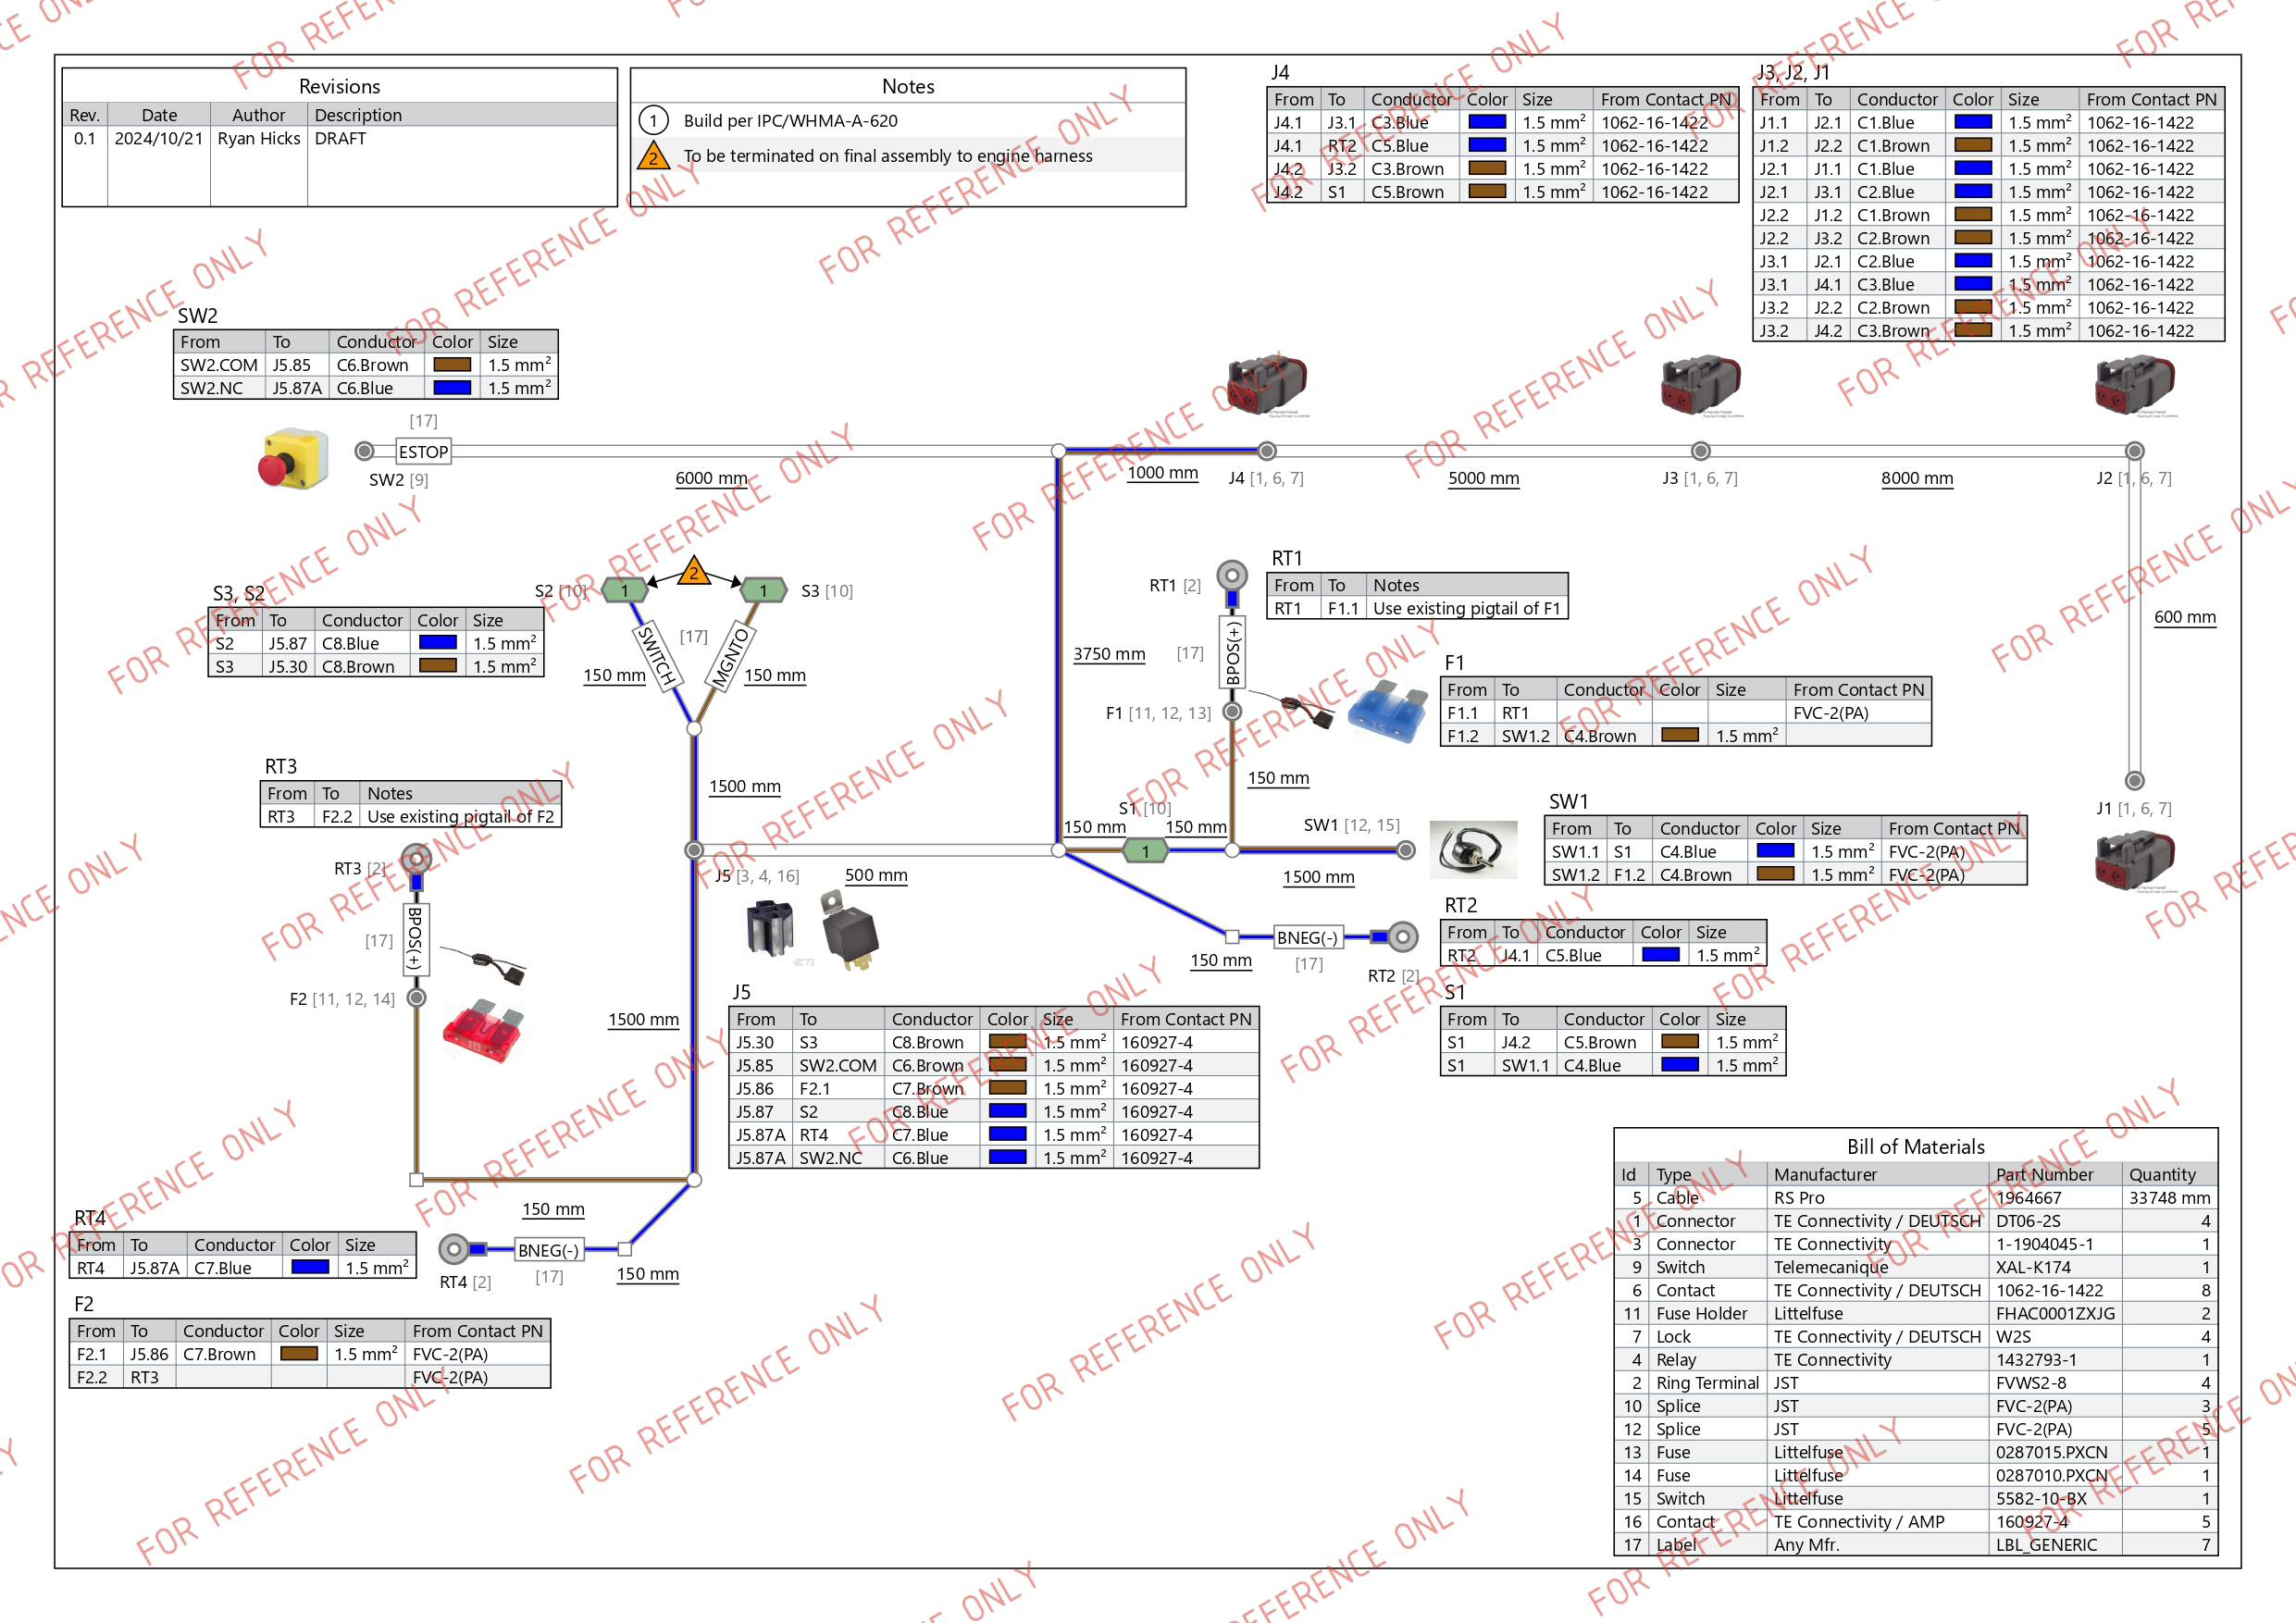 Revisions
Rev. Date Author Description
0.1 2024/10/21 Ryan Hicks DRAFT
Notes
1 Build per IPC/WHMA-A-620
2 To be terminated on final assembly to engine harness
J4
From To Conductor Color Size From Contact PN
J4.1 J3.1 C3.Blue 1.5 mm² 1062-16-1422
J4.1 RT2 C5.Blue 1.5 mm² 1062-16-1422
J4.2 J3.2 C3.Brown 1.5 mm² 1062-16-1422
J4.2 S1 C5.Brown 1.5 mm² 1062-16-1422
J3, J2, J1
From To Conductor Color Size From Contact PN
J1.1 J2.1 C1.Blue 1.5 mm² 1062-16-1422
J1.2 J2.2 C1.Brown 1.5 mm² 1062-16-1422
J2.1 J1.1 C1.Blue 1.5 mm² 1062-16-1422
J2.1 J3.1 C2.Blue 1.5 mm² 1062-16-1422
J2.2 J1.2 C1.Brown 1.5 mm² 1062-16-1422
J2.2 J3.2 C2.Brown 1.5 mm² 1062-16-1422
J3.1 J2.1 C2.Blue 1.5 mm² 1062-16-1422
J3.1 J4.1 C3.Blue 1.5 mm² 1062-16-1422
J3.2 J2.2 C2.Brown 1.5 mm² 1062-16-1422
J3.2 J4.2 C3.Brown 1.5 mm² 1062-16-1422
SW2
From To Conductor Color Size
SW2.COM J5.85 C6.Brown 1.5 mm²
SW2.NC J5.87A C6.Blue 1.5 mm²
[17]
ESTOP
SW2 [9]
6000 mm
1000 mm
J4 [1, 6, 7]
5000 mm
J3 [1, 6, 7]
8000 mm
J2 [1, 6, 7]
600 mm
J1 [1, 6, 7]
S3, S2
From To Conductor Color Size
S2 J5.87 C8.Blue 1.5 mm²
S3 J5.30 C8.Brown 1.5 mm²
2
S2 [10] 1
1 S3 [10]
SWITCH
[17]
MGNTO
150 mm
150 mm
1500 mm
3750 mm
RT1 [2]
BPOS(+)
[17]
F1 [11, 12, 13]
150 mm
RT1
From To Notes
RT1 F1.1 Use existing pigtail of F1
F1
From To Conductor Color Size From Contact PN
F1.1 RT1 FVC-2(PA)
F1.2 SW1.2 C4.Brown 1.5 mm²
S1 [10]
150 mm
150 mm
1
SW1 [12, 15]
1500 mm
SW1
From To Conductor Color Size From Contact PN
SW1.1 S1 C4.Blue 1.5 mm² FVC-2(PA)
SW1.2 F1.2 C4.Brown 1.5 mm² FVC-2(PA)
BNEG(-)
[17]
150 mm
RT2 [2]
RT2
From To Conductor Color Size
RT2 J4.1 C5.Blue 1.5 mm²
S1
From To Conductor Color Size
S1 J4.2 C5.Brown 1.5 mm²
S1 SW1.1 C4.Blue 1.5 mm²
RT3
From To Notes
RT3 F2.2 Use existing pigtail of F2
RT3 [2]
BPOS(+)
[17]
F2 [11, 12, 14]
J5 [3, 4, 16]
500 mm
1500 mm
J5
From To Conductor Color Size From Contact PN
J5.30 S3 C8.Brown 1.5 mm² 160927-4
J5.85 SW2.COM C6.Brown 1.5 mm² 160927-4
J5.86 F2.1 C7.Brown 1.5 mm² 160927-4
J5.87 S2 C8.Blue 1.5 mm² 160927-4
J5.87A RT4 C7.Blue 1.5 mm² 160927-4
J5.87A SW2.NC C6.Blue 1.5 mm² 160927-4
150 mm
RT4
From To Conductor Color Size
RT4 J5.87A C7.Blue 1.5 mm²
BNEG(-)
RT4 [2]
[17]
150 mm
F2
From To Conductor Color Size From Contact PN
F2.1 J5.86 C7.Brown 1.5 mm² FVC-2(PA)
F2.2 RT3 FVC-2(PA)
Bill of Materials
Id Type Manufacturer Part Number Quantity
5 Cable RS Pro 1964667 33748 mm
1 Connector TE Connectivity / DEUTSCH DT06-2S 4
3 Connector TE Connectivity 1-1904045-1 1
9 Switch Telemecanique XAL-K174 1
6 Contact TE Connectivity / DEUTSCH 1062-16-1422 8
11 Fuse Holder Littelfuse FHAC0001ZXJG 2
7 Lock TE Connectivity / DEUTSCH W2S 4
4 Relay TE Connectivity 1432793-1 1
2 Ring Terminal JST FVWS2-8 4
10 Splice JST FVC-2(PA) 3
12 Splice JST FVC-2(PA) 5
13 Fuse Littelfuse 0287015.PXCN 1
14 Fuse Littelfuse 0287010.PXCN 1
15 Switch Littelfuse 5582-10-BX 1
16 Contact TE Connectivity / AMP 160927-4 5
17 Label Any Mfr. LBL_GENERIC 7
FOR REFERENCE ONLY